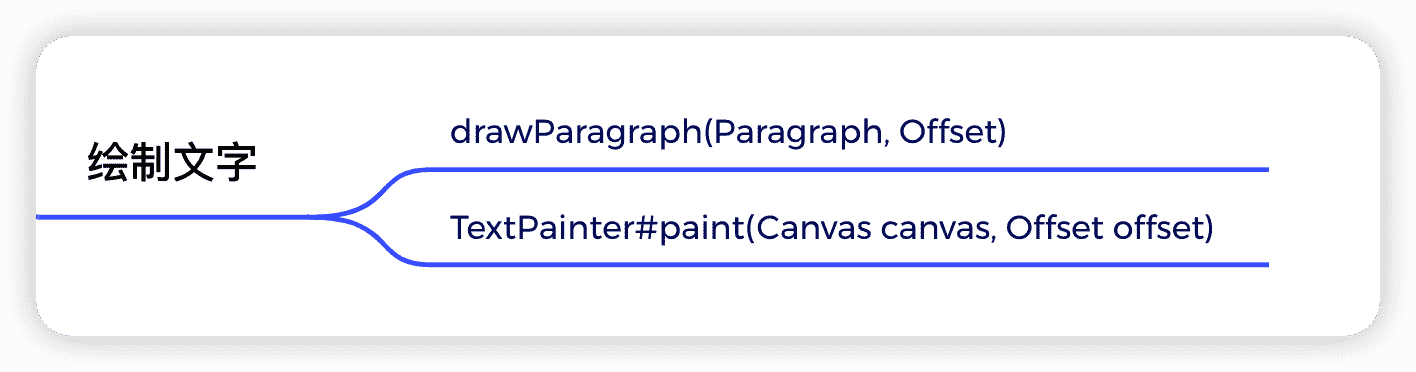 绘制文字
drawParagraph(Paragraph, Offset)
TextPainter#paint(Canvas canvas, Offset offset)